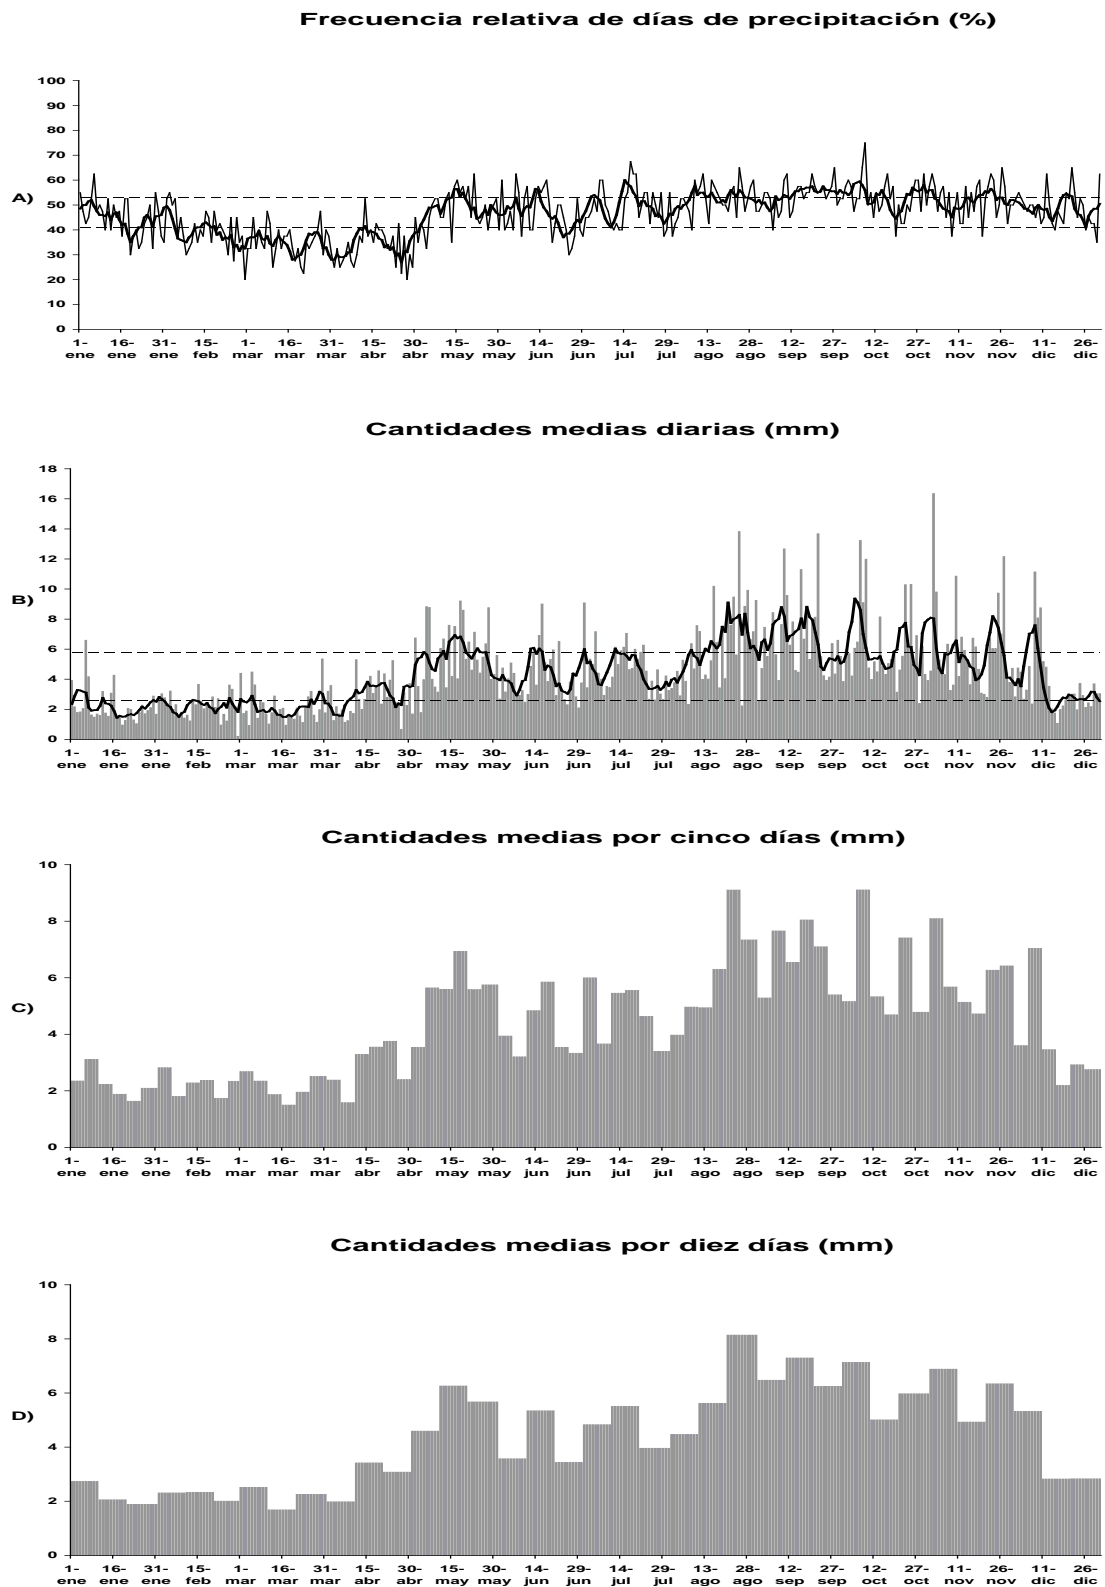 Frecuencia relativa de días de precipitación (%)
A)
100
90
80
70
60
50
40
30
20
10
0
1- 16- 31- 15- 1- 16- 31- 15- 30- 15- 30- 14- 29- 14- 29- 13- 28- 12- 27- 12- 27- 11- 26- 11- 26-
ene ene ene feb mar mar mar abr abr may may jun jun jul jul ago ago sep sep oct oct nov nov dic dic
Cantidades medias diarias (mm)
B)
18
16
14
12
10
8
6
4
2
0
1- 16- 31- 15- 1- 16- 31- 15- 30- 15- 30- 14- 29- 14- 29- 13- 28- 12- 27- 12- 27- 11- 26- 11- 26-
ene ene ene feb mar mar mar abr abr may may jun jun jul jul ago ago sep sep oct oct nov nov dic dic
Cantidades medias por cinco días (mm)
C)
10
8
6
4
2
0
1- 16- 31- 15- 1- 16- 31- 15- 30- 15- 30- 14- 29- 14- 29- 13- 28- 12- 27- 12- 27- 11- 26- 11- 26-
ene ene ene feb mar mar mar abr abr may may jun jun jul jul ago ago sep sep oct oct nov nov dic dic
Cantidades medias por diez días (mm)
D)
10
8
6
4
2
0
1- 16- 31- 15- 1- 16- 31- 15- 30- 15- 30- 14- 29- 14- 29- 13- 28- 12- 27- 12- 27- 11- 26- 11- 26-
ene ene ene feb mar mar mar abr abr may may jun jun jul jul ago ago sep sep oct oct nov nov dic dic